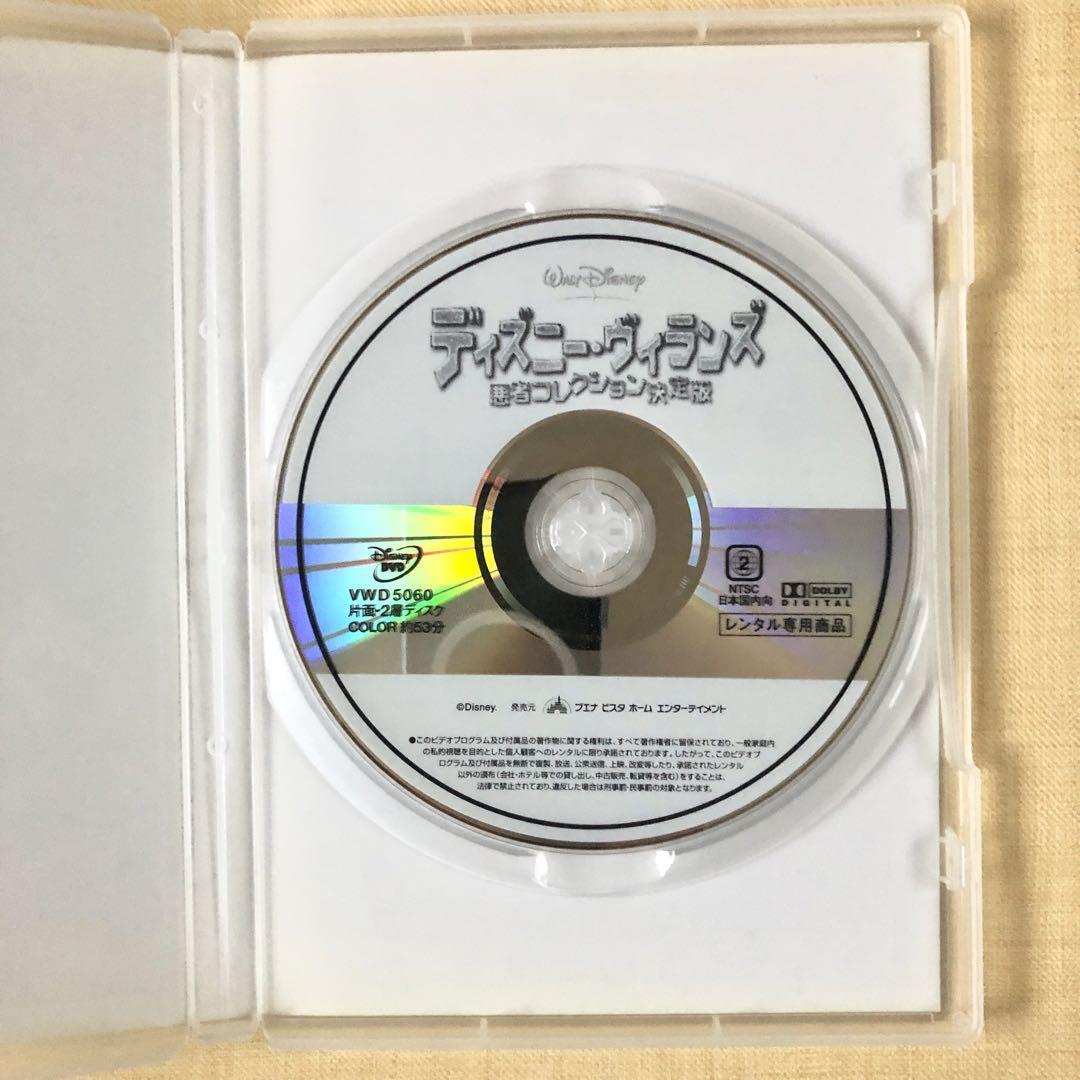 WALT DISNEY
ディズニー・ヴィランズ
悪者コレクション決定版
DISNEY
DVD
VWD 5060
片面・2層ディスク
COLOR 約53分
2
NTSC
日本国内向
DOLBY
DIGITAL
レンタル専用商品
©Disney. 発売元 ブエナ ビスタ ホーム エンターテイメント
●このビデオプログラム及び付属品の著作物に関する権利は、すべて著作権者に留保されており、一般家庭内
の私的視聴を目的とした個人顧客へのレンタルに限り承諾されております。したがって、このビデオプ
ログラム及び付属品を無断で複製、放送、公衆送信、上映、改変等したり、承諾されたレンタル
以外の頒布(会社・ホテル等での貸し出し、中古販売、転貸等を含む)をすることは、
法律で禁止されており、違反した場合は刑事罰・民事罰の対象となります。